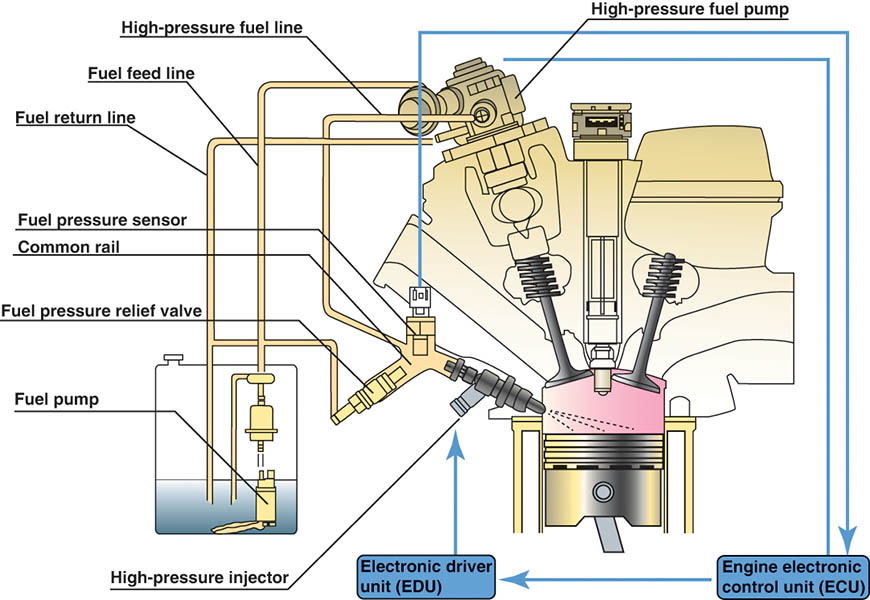 High-pressure fuel pump
High-pressure fuel line
Fuel feed line
Fuel return line
Fuel pressure sensor
Common rail
Fuel pressure relief valve
Fuel pump
High-pressure injector
Electronic driver
unit (EDU)
Engine electronic
control unit (ECU)